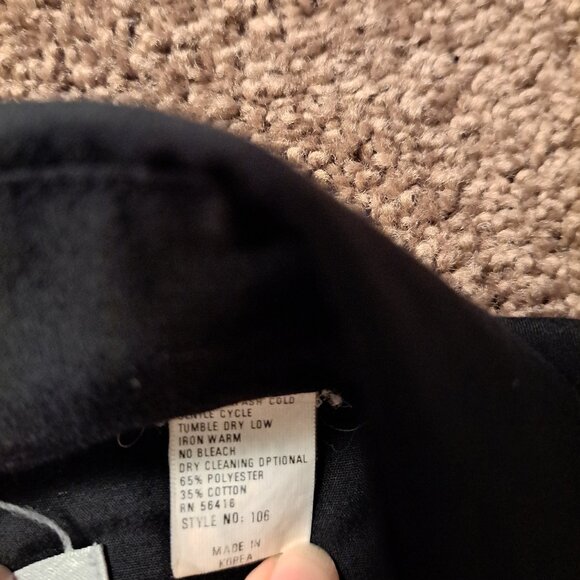 COLD
GENTLE CYCLE
TUMBLE DRY LOW
IRON WARM
NO BLEACH
DRY CLEANING OPTIONAL
65% POLYESTER
35% COTTON
RN 56416
STYLE NO: 106
MADE IN
KOREA